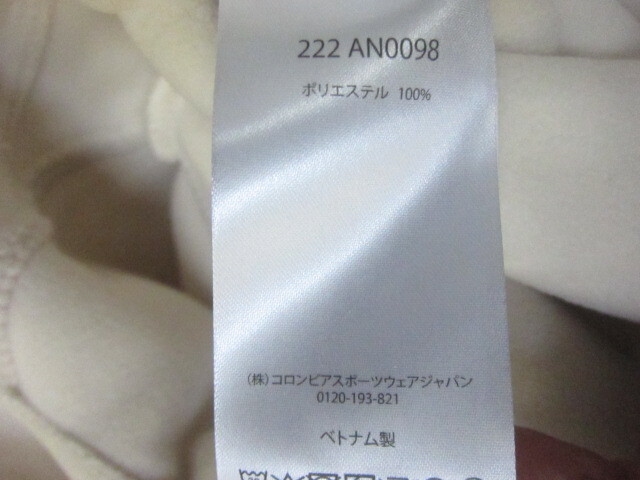 222 AN0098
ポリエステル 100%
(株)コロンビアスポーツウェアジャパン
0120-193-821
ベトナム製